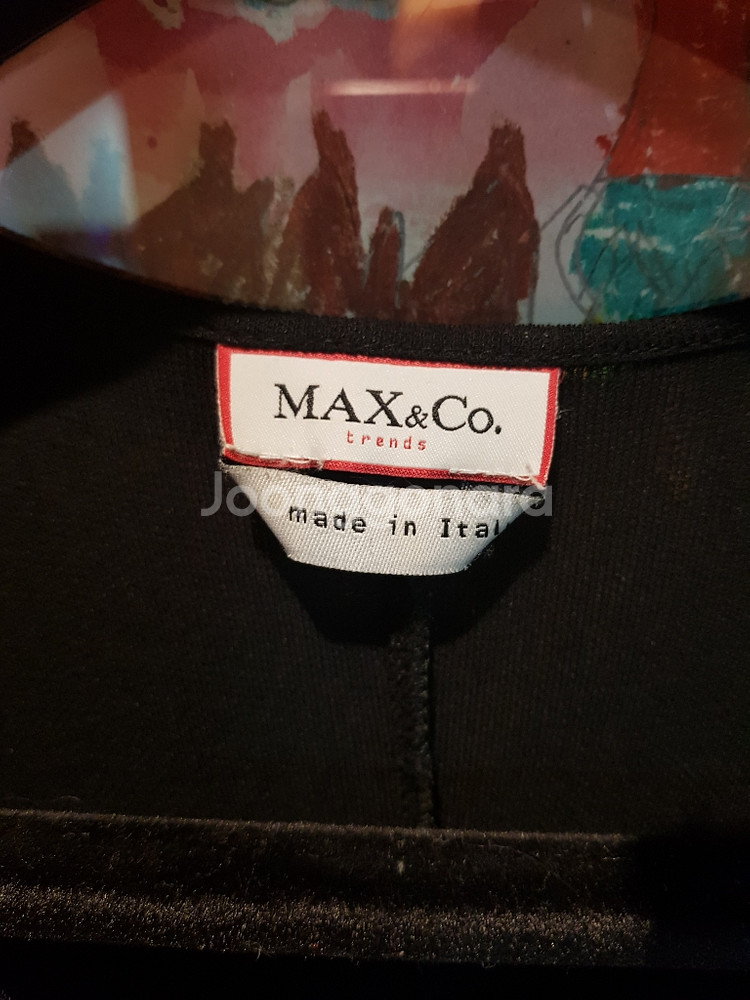 MAX&Co.
trends
made in Ital